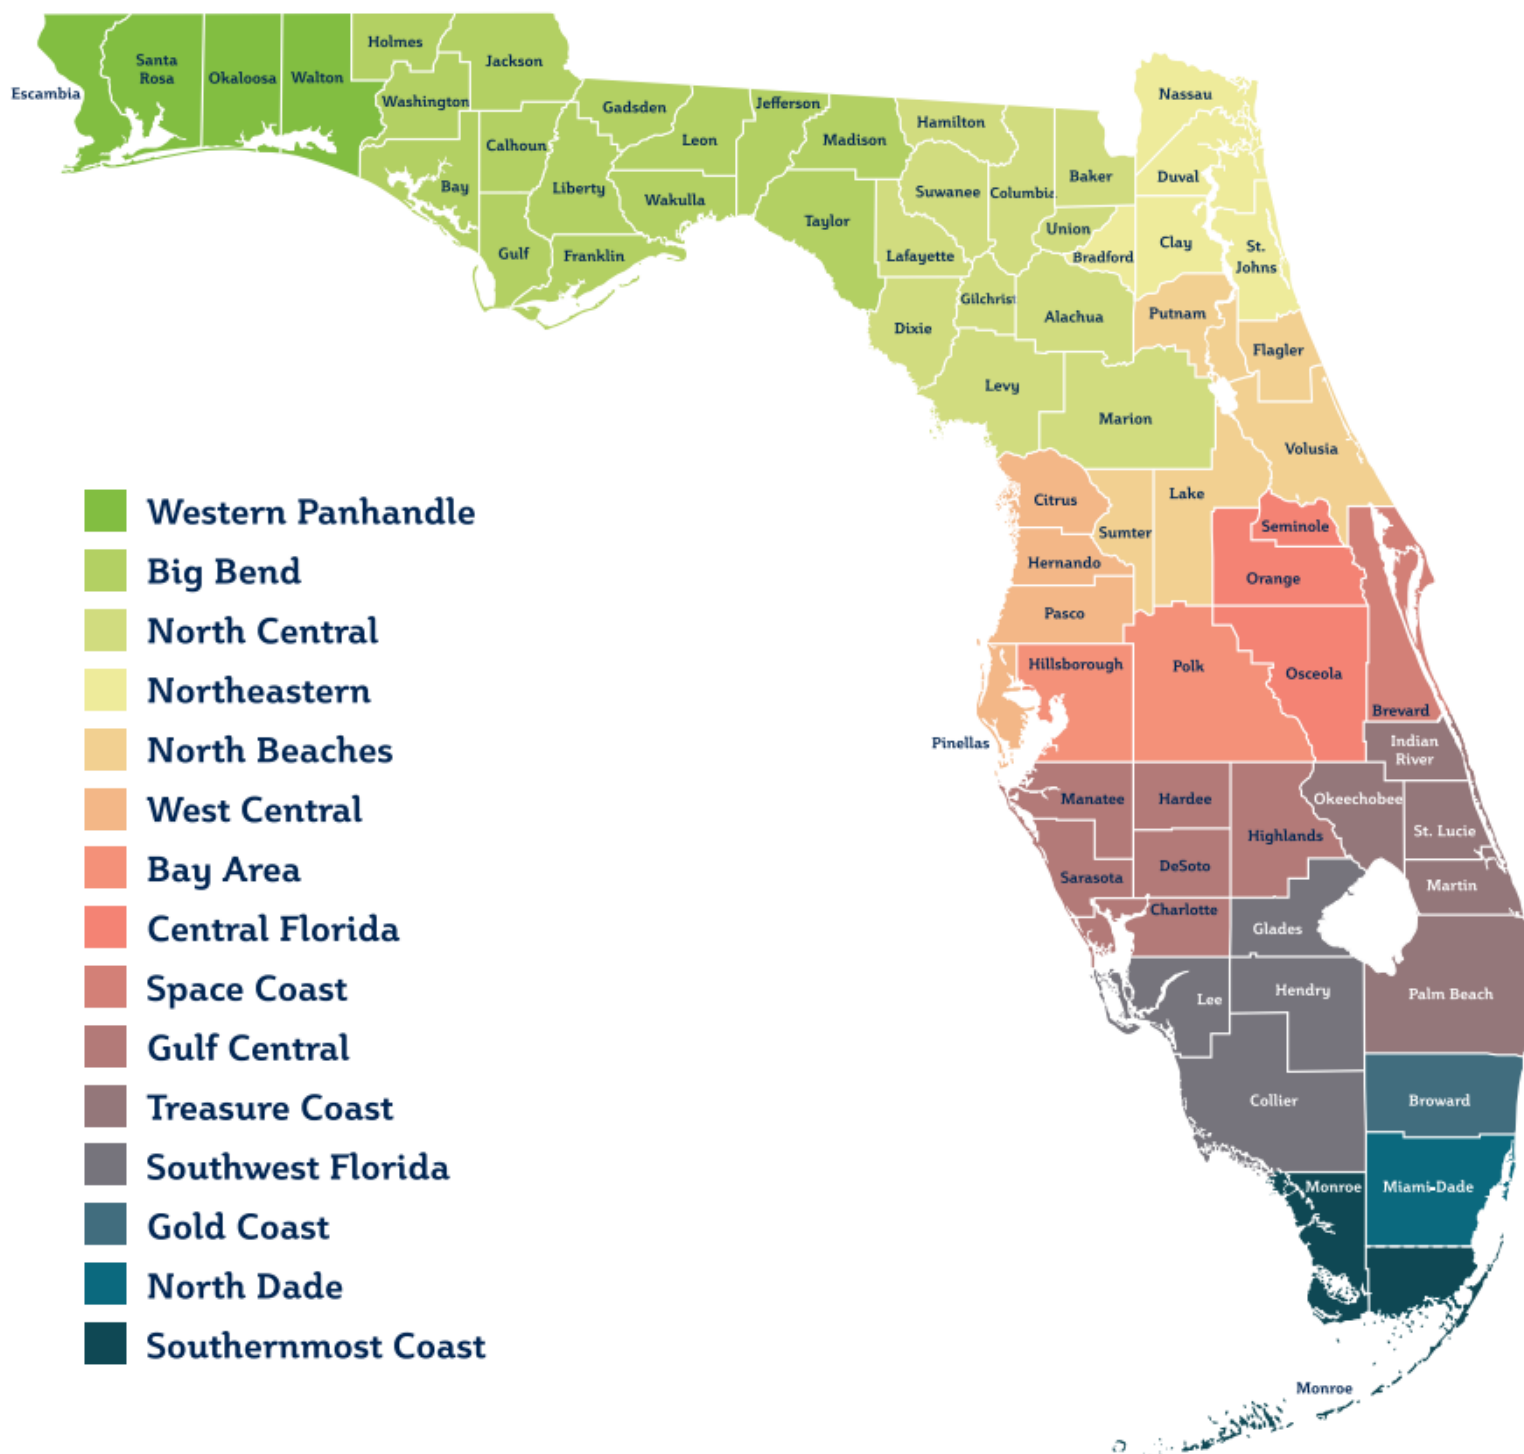 Holmes
Jackson
Santa
Rosa
Okaloosa
Walton
Escambia
Washington
Gadsden
Jefferson
Nassau
Calhoun
Leon
Madison
Hamilton
Bay
Liberty
Wakulla
Suwanee
Columbia
Baker
Duval
Taylor
Union
Gulf
Franklin
Lafayette
Bradford
Clay
St.
Johns
Gilchrist
Dixie
Alachua
Putnam
Flagler
Levy
Marion
Volusia
Citrus
Lake
Sumter
Seminole
Hernando
Orange
Pasco
Hillsborough
Polk
Osceola
Brevard
Pinellas
Indian
River
Manatee
Hardee
Okeechobee
Highlands
St. Lucie
Sarasota
DeSoto
Martin
Charlotte
Glades
Lee
Hendry
Palm Beach
Collier
Broward
Monroe
Miami-Dade
Monroe
Western Panhandle
Big Bend
North Central
Northeastern
North Beaches
West Central
Bay Area
Central Florida
Space Coast
Gulf Central
Treasure Coast
Southwest Florida
Gold Coast
North Dade
Southernmost Coast